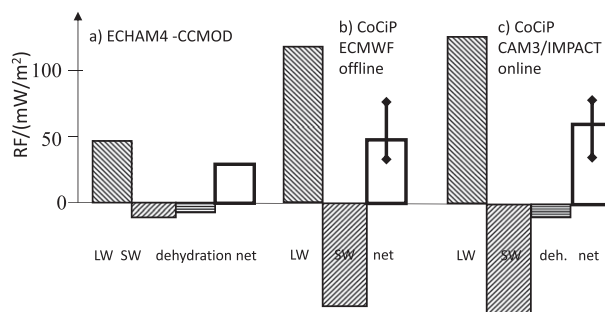 a) ECHAM4 -CCMOD
b) CoCiP
ECMWF
offline
c) CoCiP
CAM3/IMPACT
online
RF/(mW/m²)
100
50
0
LW SW dehydration net
LW SW net
LW SW deh. net